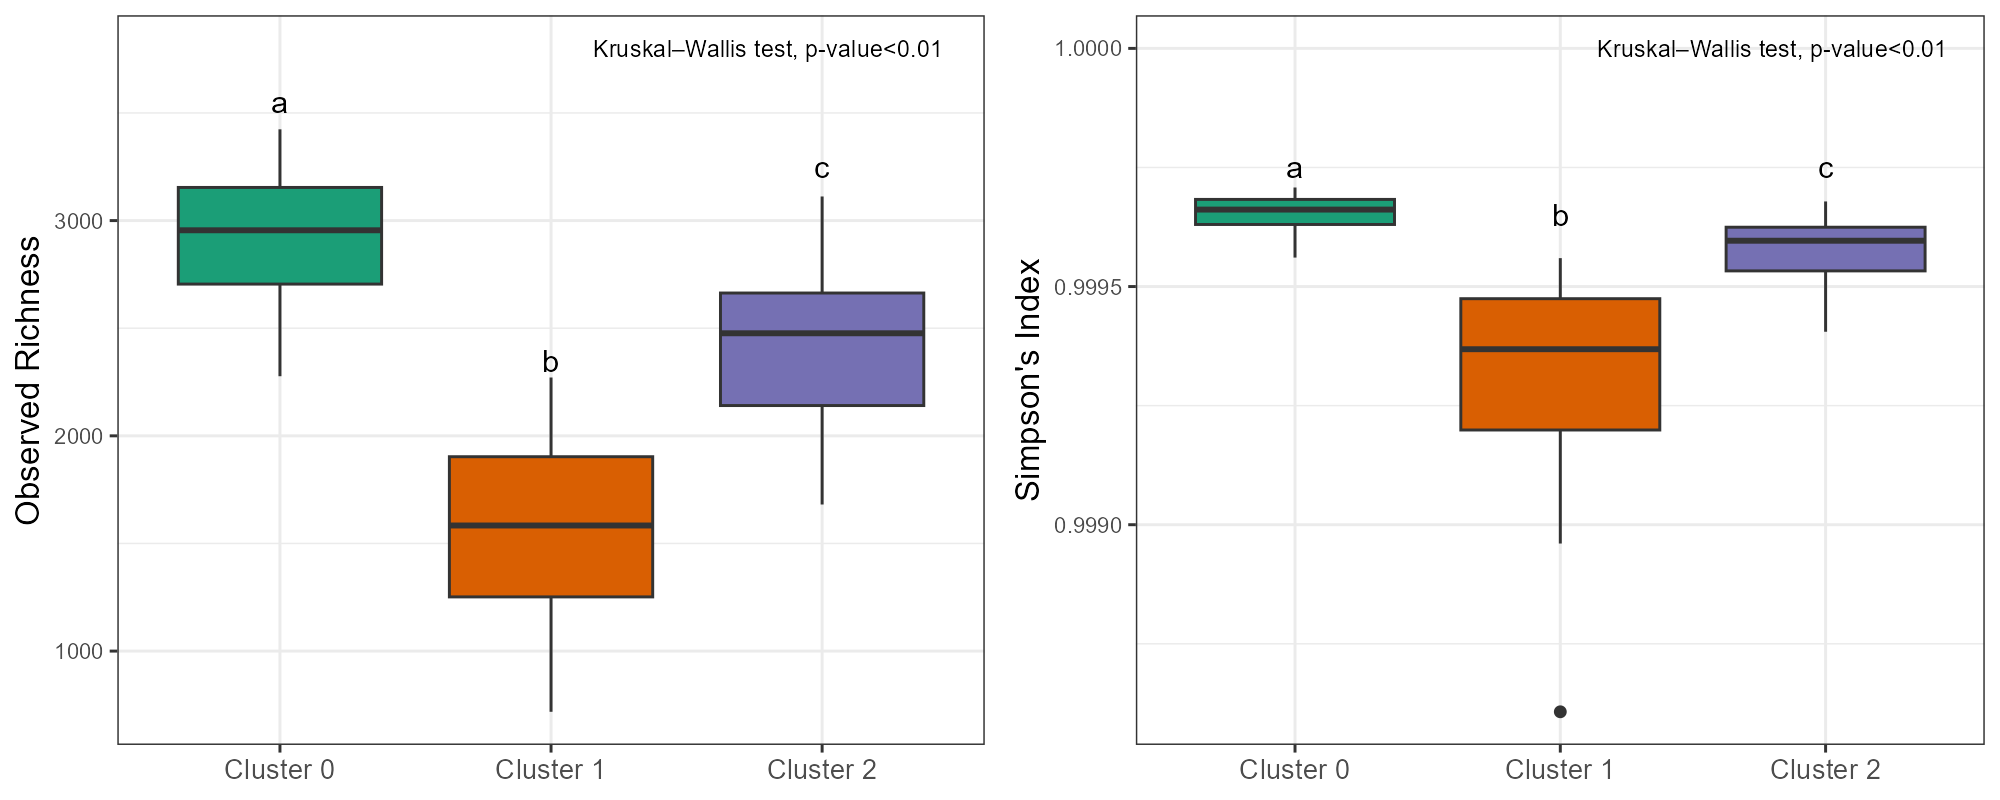 Kruskal–Wallis test, p-value<0.01
a
b
c
3000
2000
1000
Observed Richness
Cluster 0
Cluster 1
Cluster 2
Kruskal–Wallis test, p-value<0.01
a
b
c
1.0000
0.9995
0.9990
Simpson's Index
Cluster 0
Cluster 1
Cluster 2